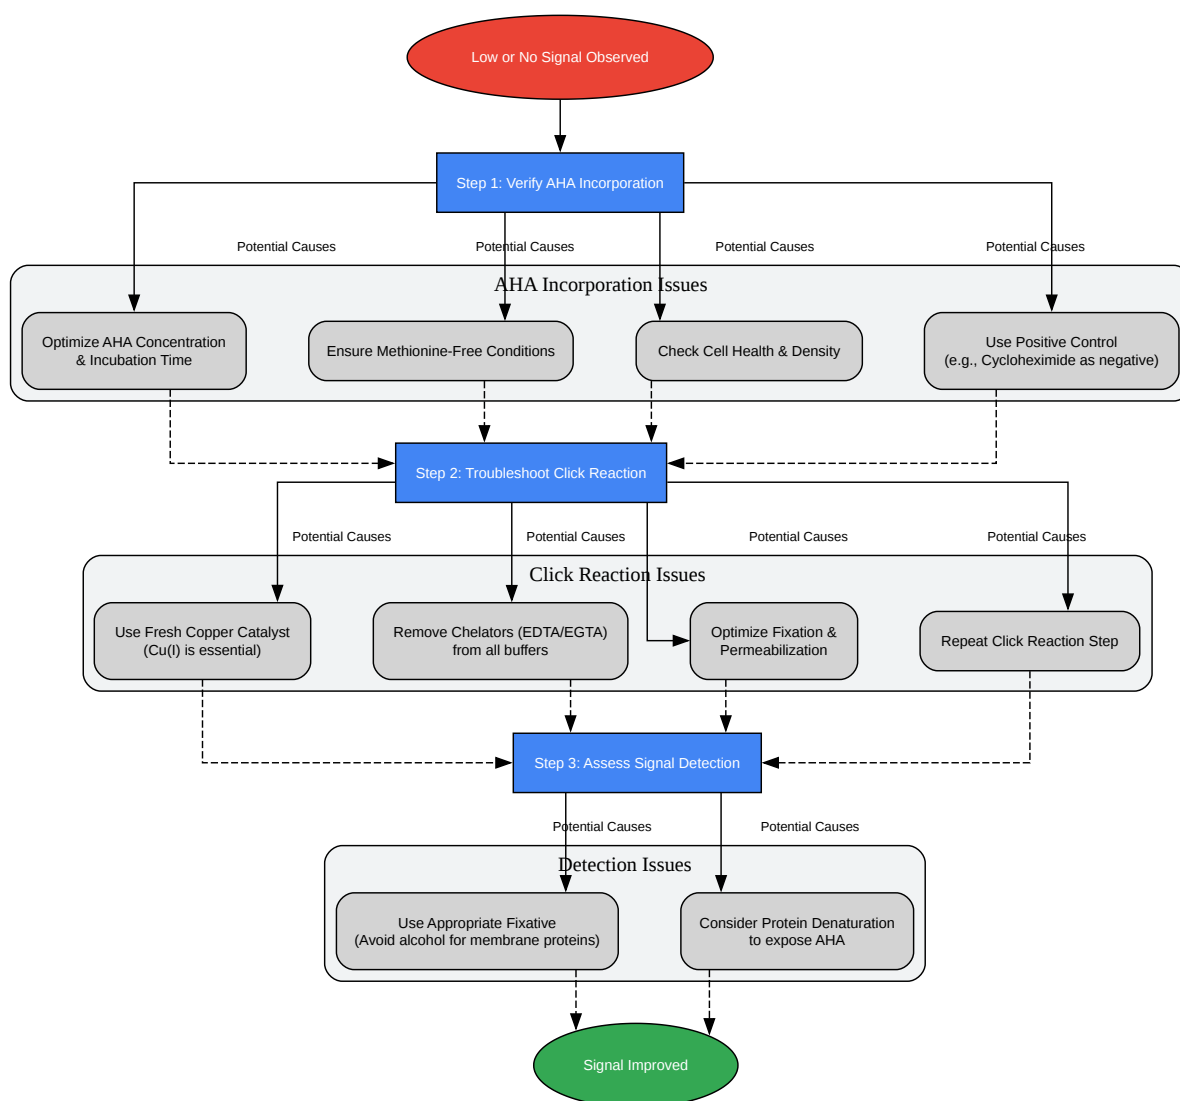 Low or No Signal Observed
Step 1: Verify AHA Incorporation
Potential Causes
Potential Causes
Potential Causes
Potential Causes
AHA Incorporation Issues
Optimize AHA Concentration
& Incubation Time
Ensure Methionine-Free Conditions
Check Cell Health & Density
Use Positive Control
(e.g., Cycloheximide as negative)
Step 2: Troubleshoot Click Reaction
Potential Causes
Potential Causes
Potential Causes
Potential Causes
Click Reaction Issues
Use Fresh Copper Catalyst
(Cu(I) is essential)
Remove Chelators (EDTA/EGTA)
from all buffers
Optimize Fixation &
Permeabilization
Repeat Click Reaction Step
Step 3: Assess Signal Detection
Potential Causes
Potential Causes
Detection Issues
Use Appropriate Fixative
(Avoid alcohol for membrane proteins)
Consider Protein Denaturation
to expose AHA
Signal Improved